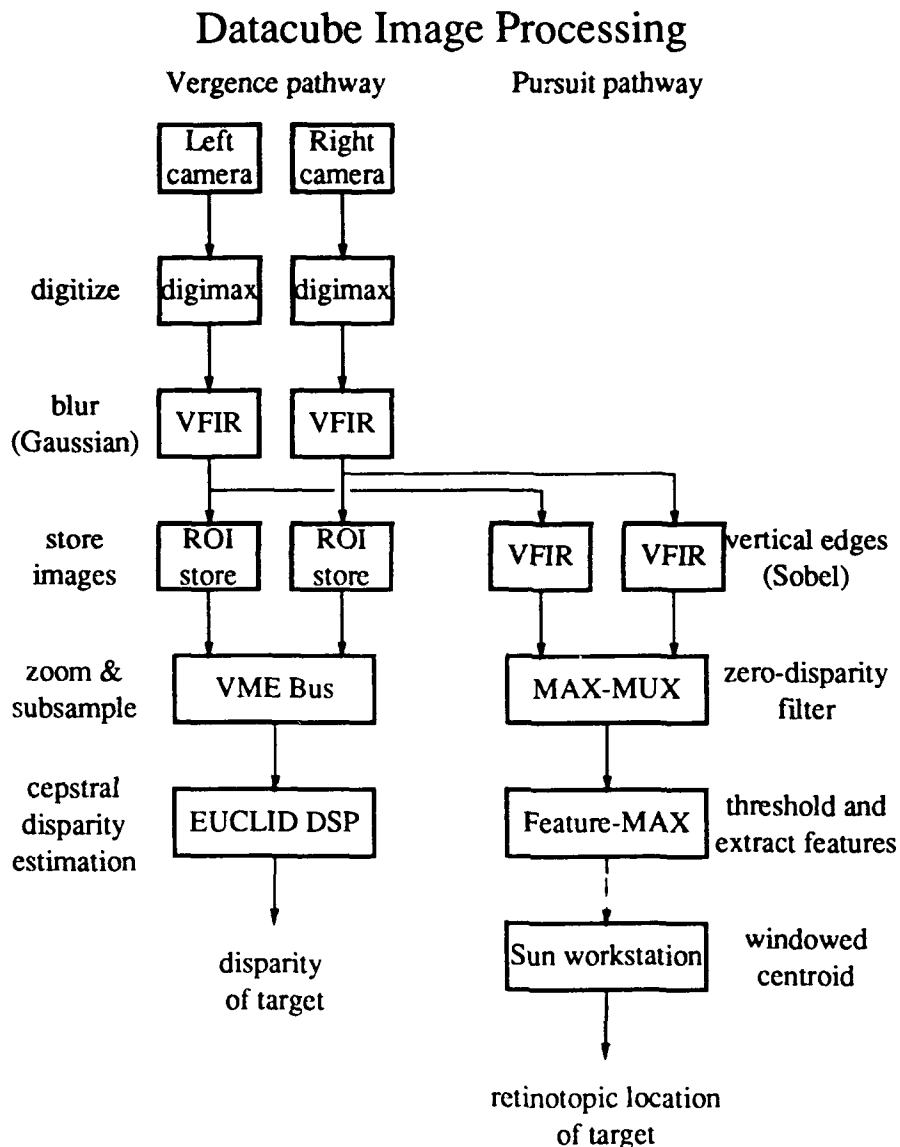 Datacube Image Processing
Vergence pathway
Pursuit pathway
Left
camera
Right
camera
digitize
digimax
digimax
blur
(Gaussian)
VFIR
VFIR
store
images
ROI
store
ROI
store
VFIR
VFIR
vertical edges
(Sobel)
zoom &
subsample
VME Bus
MAX-MUX
zero-disparity
filter
cepstral
disparity
estimation
EUCLID DSP
Feature-MAX
threshold and
extract features
disparity
of target
Sun workstation
windowed
centroid
retinotopic location
of target